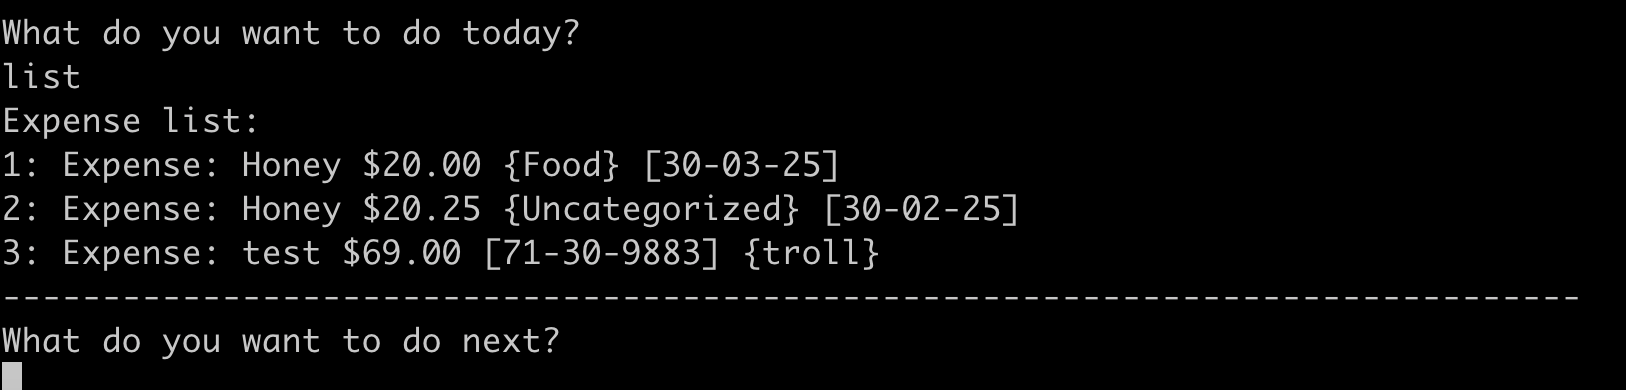 What do you want to do today?
list
Expense list:
1: Expense: Honey $20.00 {Food} [30-03-25]
2: Expense: Honey $20.25 {Uncategorized} [30-02-25]
3: Expense: test $69.00 [71-30-9883] {troll}
-------------------------------------------------------------------------------
What do you want to do next?